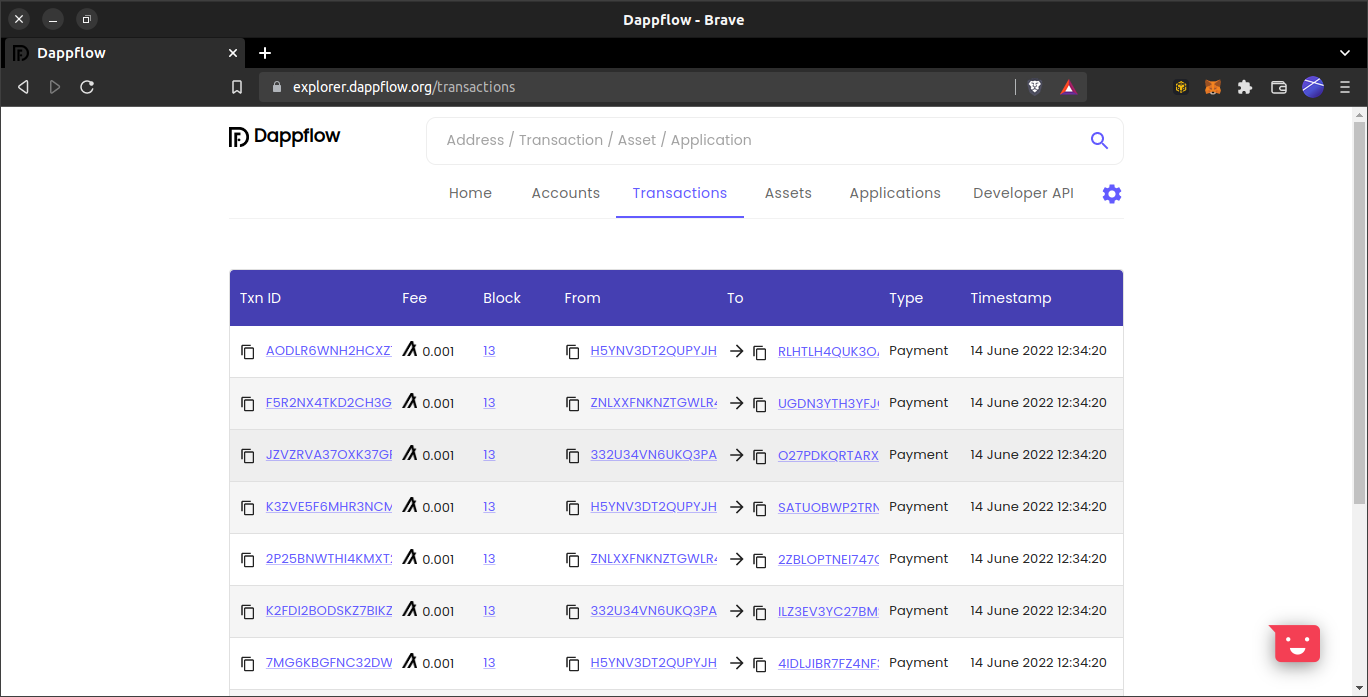 Dappflow - Brave
Dappflow
explorer.dappflow.org/transactions
Dappflow
Address / Transaction / Asset / Application
Home Accounts Transactions Assets Applications Developer API
Txn ID Fee Block From To Type Timestamp
AODLR6WNH2HCXZ 0.001 13 H5YNV3DT2QUPYJH RLHTLH4QUK3O Payment 14 June 2022 12:34:20
F5R2NX4TKD2CH3G 0.001 13 ZNLXXFNKNZTGWLR4 UGDN3YTH3YFJ Payment 14 June 2022 12:34:20
JZVZRVA37OXK37G 0.001 13 332U34VN6UKQ3PA O27PDKQRTARX Payment 14 June 2022 12:34:20
K3ZVE5F6MHR3NCM 0.001 13 H5YNV3DT2QUPYJH SATUOBWP2TRN Payment 14 June 2022 12:34:20
2P25BNWTHI4KMXT 0.001 13 ZNLXXFNKNZTGWLR4 2ZBLOPTNEI747 Payment 14 June 2022 12:34:20
K2FDI2BODSKZ7BIKZ 0.001 13 332U34VN6UKQ3PA ILZ3EV3YC27BM Payment 14 June 2022 12:34:20
7MG6KBGFNC32DW 0.001 13 H5YNV3DT2QUPYJH 4IDLJIBR7FZ4NF Payment 14 June 2022 12:34:20